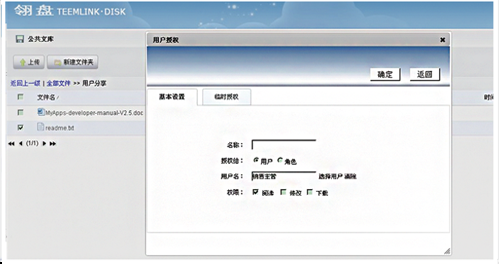 翎盘 TEEMLINK·DISK
公共文库
上传 新建文件夹
返回上一级 | 全部文件 >> 用户分享
文件名 /
MyApps-developer-manual-V2.5.doc
readme.txt
(1/1)
用户授权
确定 返回
基本设置 临时授权
名称：
授权给： 用户 角色
用户名： 销售主管 选择用户 清除
权限： 阅读 修改 下载
时间